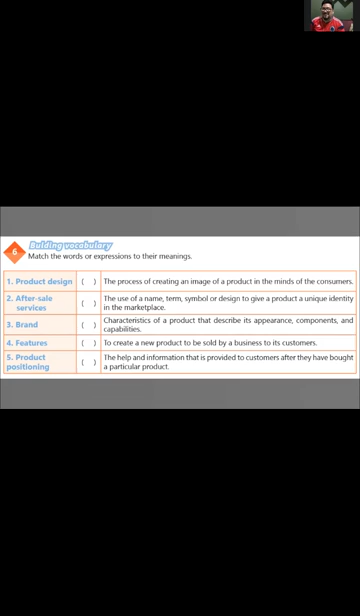 6
Bulding vocabulary
Match the words or expressions to their meanings.
1. Product design ( ) The process of creating an image of a product in the minds of the consumers.
2. After-sale services ( ) The use of a name, term, symbol or design to give a product a unique identity
in the marketplace.
3. Brand ( ) Characteristics of a product that describe its appearance, components, and
capabilities.
4. Features ( ) To create a new product to be sold by a business to its customers.
5. Product positioning ( ) The help and information that is provided to customers after they have bought
a particular product.